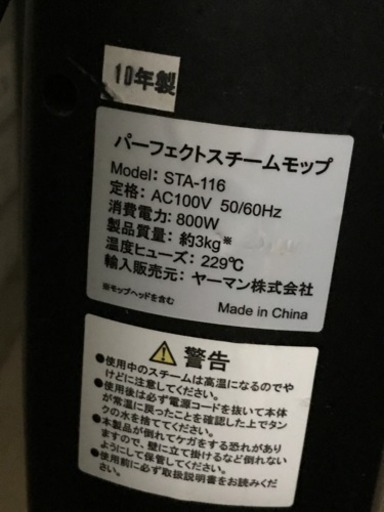 10年製
パーフェクトスチームモップ
Model: STA-116
定格: AC100V 50/60Hz
消費電力: 800W
製品質量: 約3kg※
温度ヒューズ: 229℃
輸入販売元: ヤーマン株式会社
※モップヘッドを含む
Made in China
警告
●使用中のスチームは高温になるのでや
けどに注意してください。
●使用後は必ず電源コードを抜いて本体
が常温に戻ったことを確認した上でタン
クの水を捨ててください。
●本製品が倒れてケガをする恐れがあり
ますので、壁に立て掛けるなど倒れない
ようにして保管してください。
●使用前に必ず取扱説明書をお読みくだ
さい。